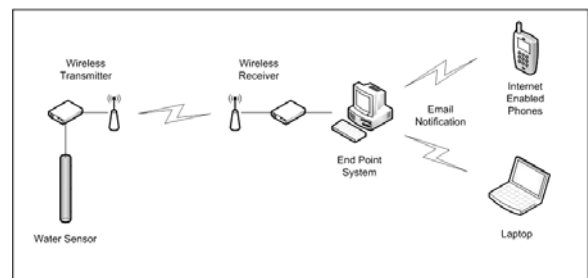 Wireless
Transmitter
Wireless
Receiver
Internet
Enabled
Phones
Email
Notification
End Point
System
Water Sensor
Laptop